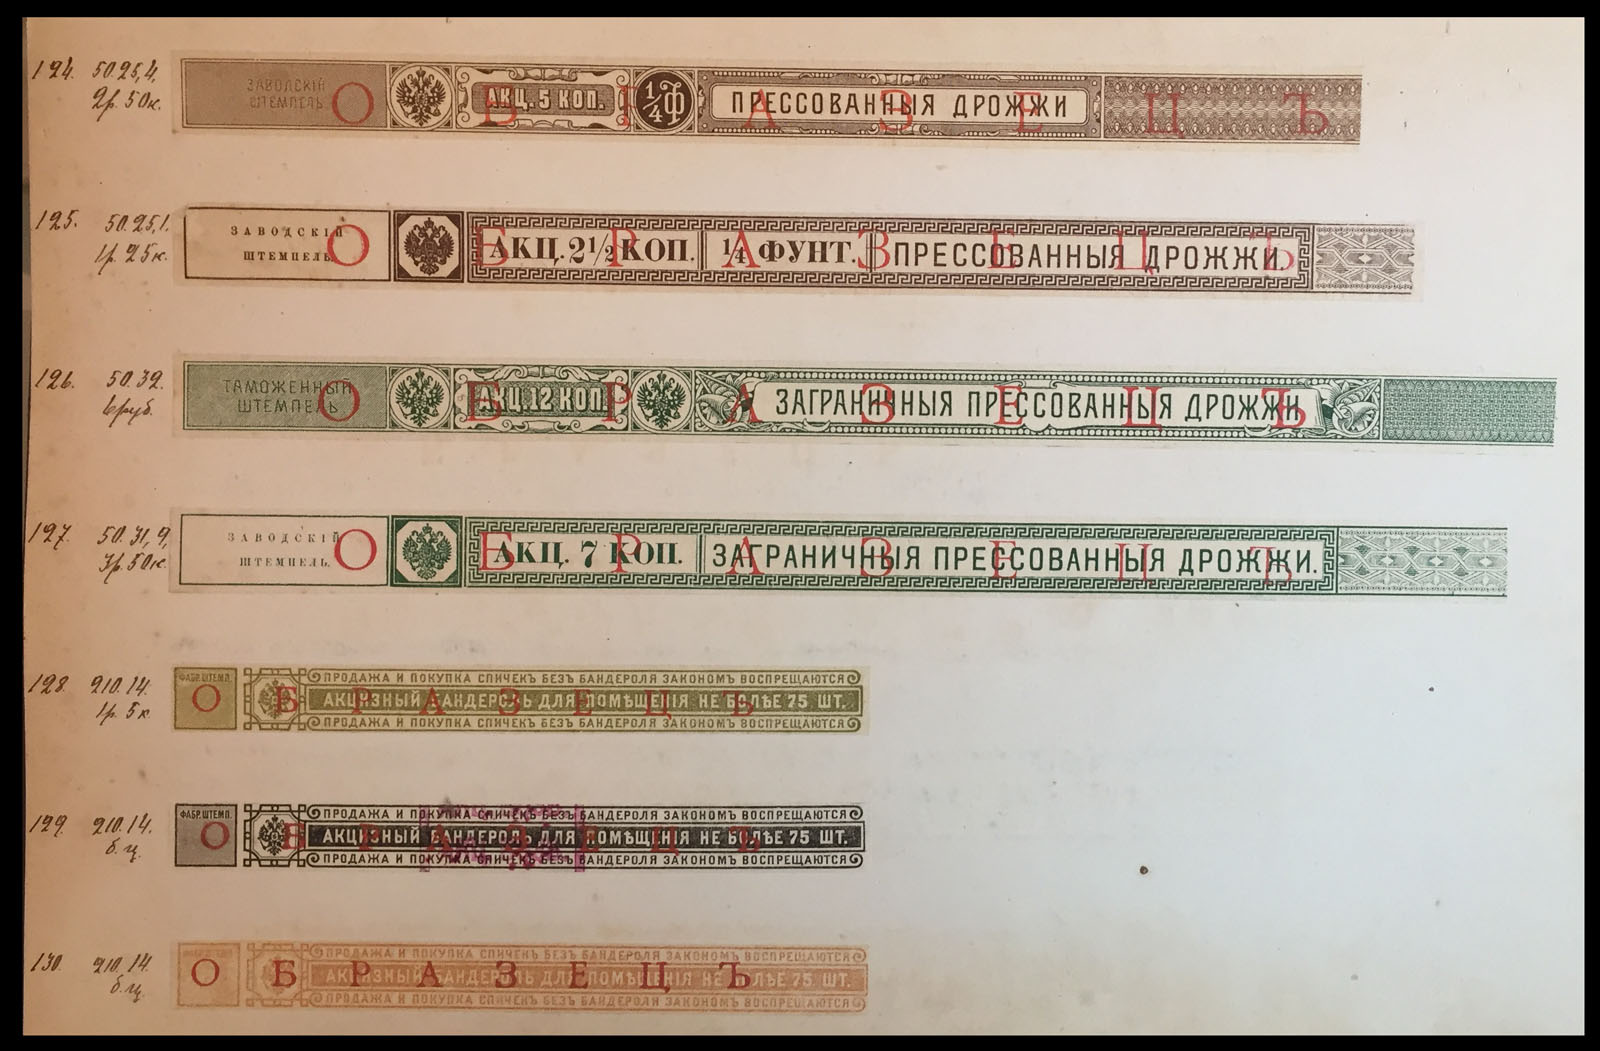 124. 50.25,4.
2р. 50к.
ЗАВОДСКІЙ
ШТЕМПЕЛЬ
АКЦ. 5 КОП.
1/4 Ф
ПРЕССОВАННЫЯ ДРОЖЖИ
ОБРАЗЕЦЪ
125. 50.25,1.
1р. 25к.
ЗАВОДСКІЙ
ШТЕМПЕЛЬ.
АКЦ. 2 1/2 КОП.
1/4 ФУНТ.
ПРЕССОВАННЫЯ ДРОЖЖИ.
ОБРАЗЕЦЪ
126. 50.32.
6 руб.
ТАМОЖЕННЫЙ
ШТЕМПЕЛЬ
АКЦ. 12 КОП.
ЗАГРАНИЧНЫЯ ПРЕССОВАННЫЯ ДРОЖЖИ
ОБРАЗЕЦЪ
127. 50.31,9,
3р. 50к.
ЗАВОДСКІЙ
ШТЕМПЕЛЬ.
АКЦ. 7 КОП.
ЗАГРАНИЧНЫЯ ПРЕССОВАННЫЯ ДРОЖЖИ.
ОБРАЗЕЦЪ
128. 210.14.
1р. 5к
ФАБР. ШТЕМП.
ПРОДАЖА И ПОКУПКА СПИЧЕКЪ БЕЗЪ БАНДЕРОЛЯ ЗАКОНОМЪ ВОСПРЕЩАЮТСЯ
АКЦИЗНЫЙ БАНДЕРОЛЬ ДЛЯ ПОМѢЩЕНІЯ НЕ БОЛѢЕ 75 ШТ.
ПРОДАЖА И ПОКУПКА СПИЧЕКЪ БЕЗЪ БАНДЕРОЛЯ ЗАКОНОМЪ ВОСПРЕЩАЮТСЯ
ОБРАЗЕЦЪ
129. 210.14.
б.ц.
ФАБР. ШТЕМП.
ПРОДАЖА И ПОКУПКА СПИЧЕКЪ БЕЗЪ БАНДЕРОЛЯ ЗАКОНОМЪ ВОСПРЕЩАЮТСЯ
АКЦИЗНЫЙ БАНДЕРОЛЬ ДЛЯ ПОМѢЩЕНІЯ НЕ БОЛѢЕ 75 ШТ.
ПРОДАЖА И ПОКУПКА СПИЧЕКЪ БЕЗЪ БАНДЕРОЛЯ ЗАКОНОМЪ ВОСПРЕЩАЮТСЯ
ОБРАЗЕЦЪ
130. 210.14.
б.ц.
ПРОДАЖА И ПОКУПКА СПИЧЕКЪ БЕЗЪ БАНДЕРОЛЯ ЗАКОНОМЪ ВОСПРЕЩАЮТСЯ
АКЦИЗНЫЙ БАНДЕРОЛЬ ДЛЯ ПОМѢЩЕНІЯ НЕ БОЛѢЕ 75 ШТ.
ПРОДАЖА И ПОКУПКА СПИЧЕКЪ БЕЗЪ БАНДЕРОЛЯ ЗАКОНОМЪ ВОСПРЕЩАЮТСЯ
ОБРАЗЕЦЪ